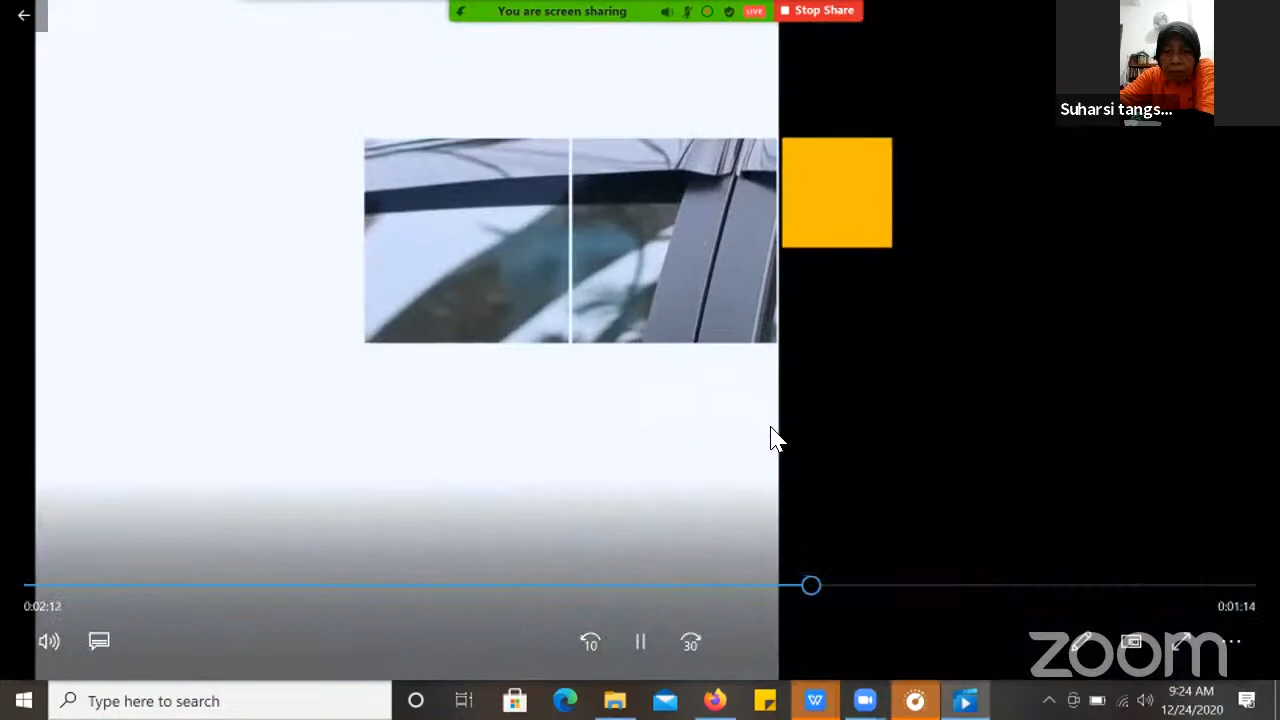 You are screen sharing
LIVE
Stop Share
Suharsi tangs...
0:02:12
0:01:14
10
30
zoom
Type here to search
9:24 AM
12/24/2020